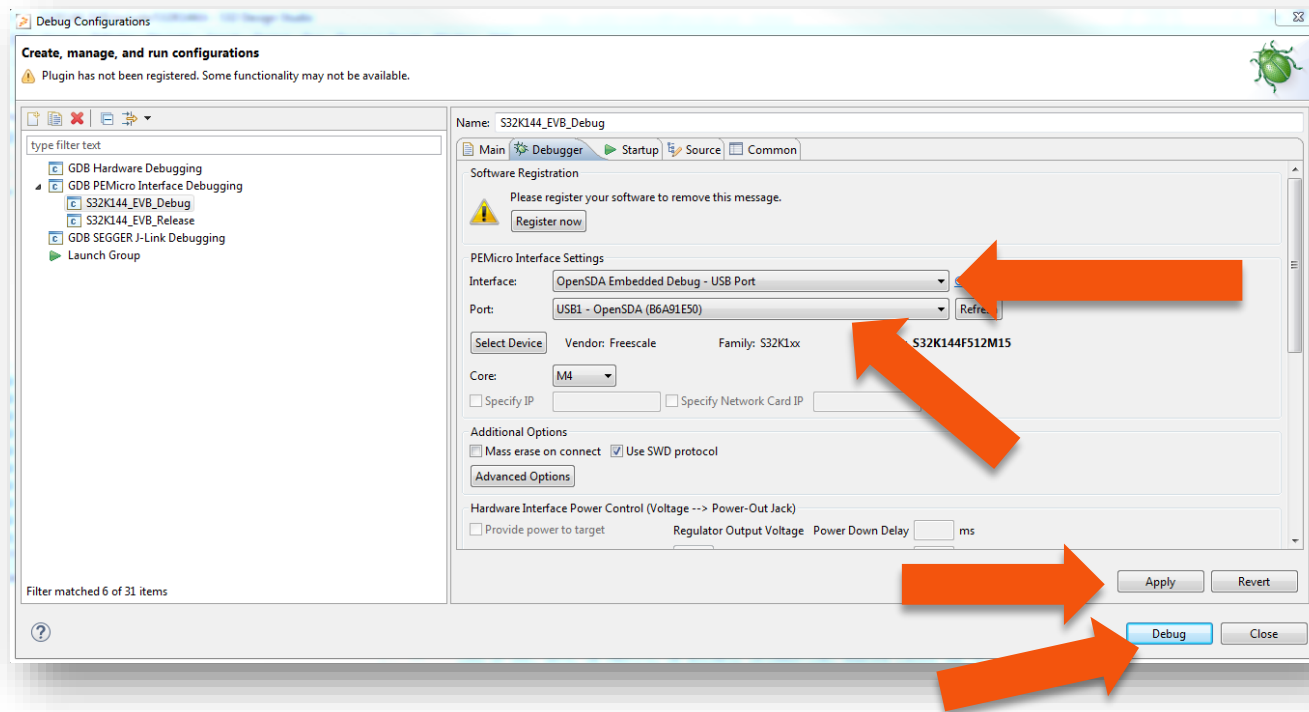 Debug Configurations
Create, manage, and run configurations
Plugin has not been registered. Some functionality may not be available.
type filter text
GDB Hardware Debugging
GDB PEMicro Interface Debugging
S32K144_EVB_Debug
S32K144_EVB_Release
GDB SEGGER J-Link Debugging
Launch Group
Filter matched 6 of 31 items
Name: S32K144_EVB_Debug
Main Debugger Startup Source Common
Software Registration
Please register your software to remove this message.
Register now
PEMicro Interface Settings
Interface: OpenSDA Embedded Debug - USB Port
Port: USB1 - OpenSDA (B6A91E50)
Select Device Vendor: Freescale Family: S32K1xx S32K144F512M15
Core: M4
Specify IP Specify Network Card IP
Additional Options
Mass erase on connect Use SWD protocol
Advanced Options
Hardware Interface Power Control (Voltage --> Power-Out Jack)
Provide power to target Regulator Output Voltage Power Down Delay ms
Apply Revert
Debug Close